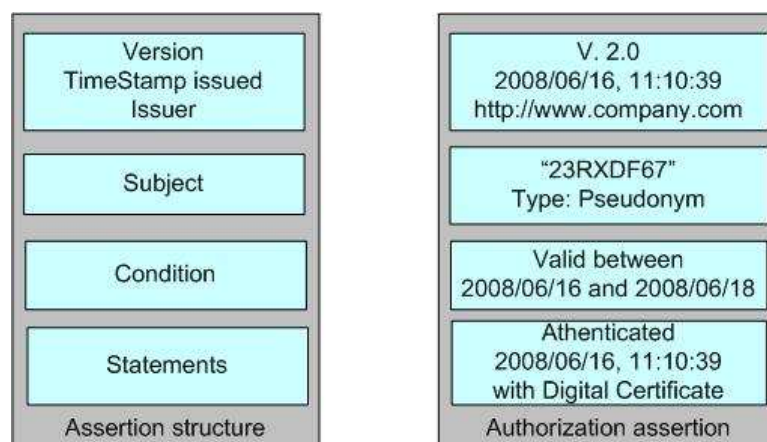 Version
TimeStamp issued
Issuer
Subject
Condition
Statements
Assertion structure
V. 2.0
2008/06/16, 11:10:39
http://www.company.com
“23RXDF67”
Type: Pseudonym
Valid between
2008/06/16 and 2008/06/18
Athenticated
2008/06/16, 11:10:39
with Digital Certificate
Authorization assertion